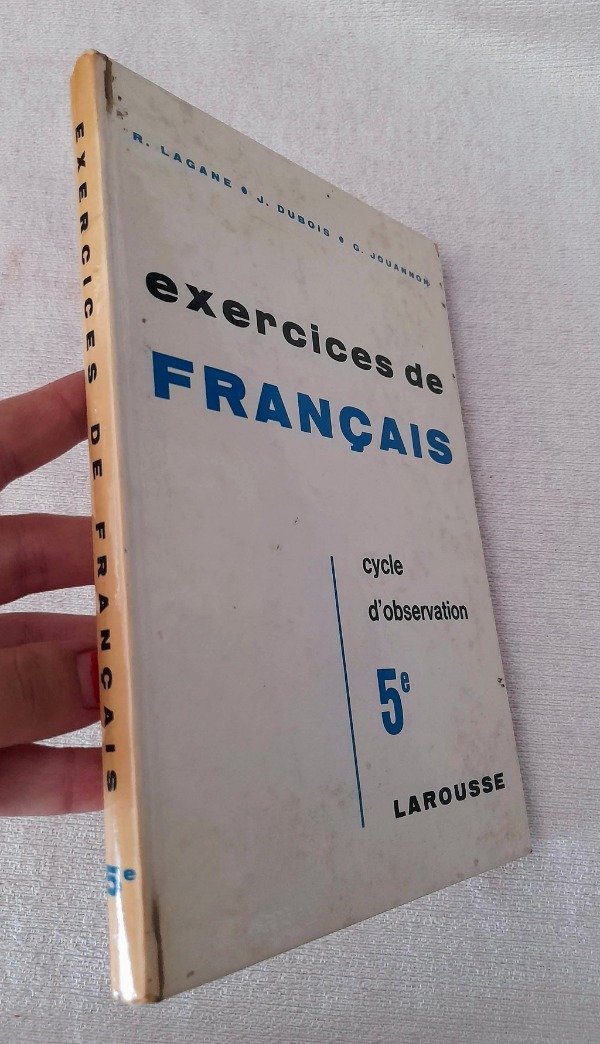 R. LAGANE • J. DUBOIS • G. JOUANNON
exercices de
FRANÇAIS
cycle
d'observation
5e
LAROUSSE
EXERCICES DE FRANÇAIS 5e